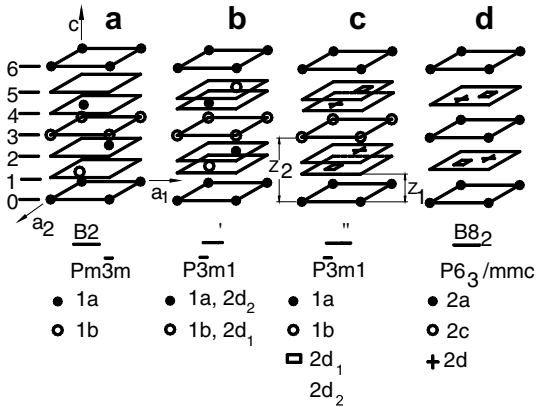 a b c d
c
6
5
4
3
2
1
0
a₁
a₂
z₂
z₁
B2 ' " B8₂
Pm3̅m P3̅m1 P3̅m1 P6₃/mmc
● 1a ● 1a, 2d₂ ● 1a ● 2a
○ 1b ○ 1b, 2d₁ ○ 1b ○ 2c
▭ 2d₁ + 2d
2d₂